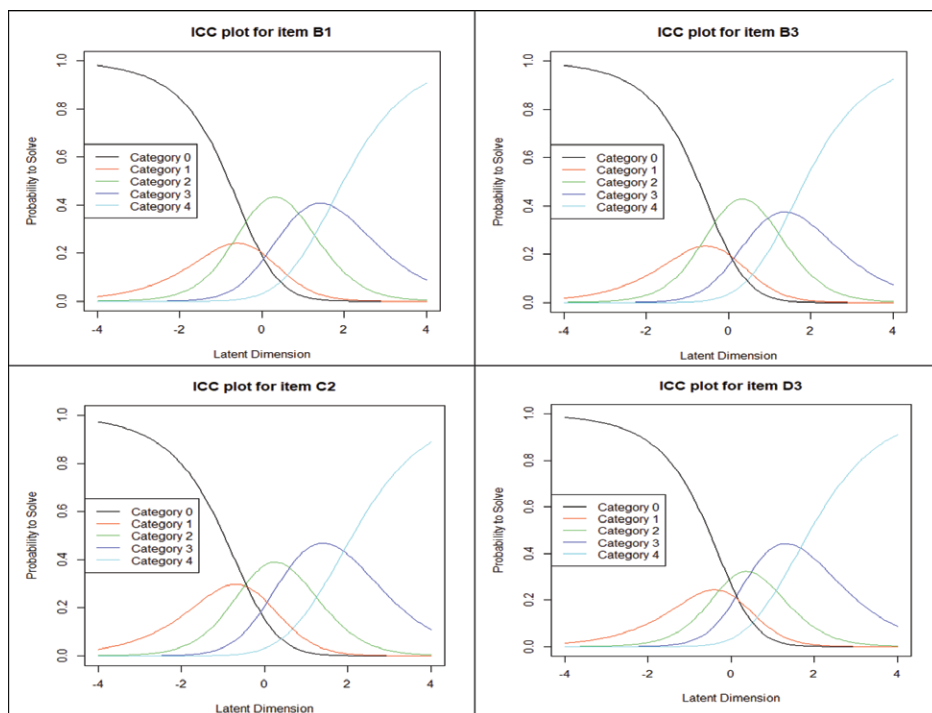 ICC plot for item B1
Probability to Solve
1.0
0.8
0.6
0.4
0.2
0.0
Category 0
Category 1
Category 2
Category 3
Category 4
-4
-2
0
2
4
Latent Dimension
ICC plot for item B3
Probability to Solve
1.0
0.8
0.6
0.4
0.2
0.0
Category 0
Category 1
Category 2
Category 3
Category 4
-4
-2
0
2
4
Latent Dimension
ICC plot for item C2
Probability to Solve
1.0
0.8
0.6
0.4
0.2
0.0
Category 0
Category 1
Category 2
Category 3
Category 4
-4
-2
0
2
4
Latent Dimension
ICC plot for item D3
Probability to Solve
1.0
0.8
0.6
0.4
0.2
0.0
Category 0
Category 1
Category 2
Category 3
Category 4
-4
-2
0
2
4
Latent Dimension